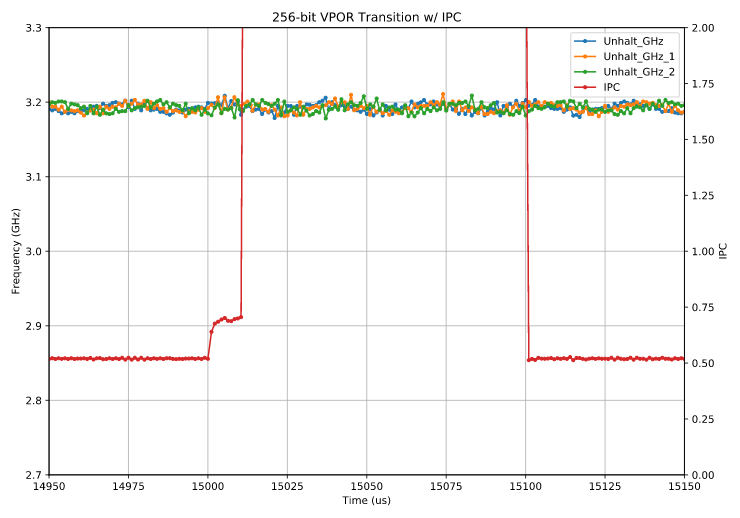 256-bit VPOR Transition w/ IPC
3.3
3.2
3.1
3.0
2.9
2.8
2.7
Frequency (GHz)
Unhalt_GHz
Unhalt_GHz_1
Unhalt_GHz_2
IPC
2.00
1.75
1.50
1.25
1.00
0.75
0.50
0.25
0.00
IPC
14950 14975 15000 15025 15050 15075 15100 15125 15150
Time (us)